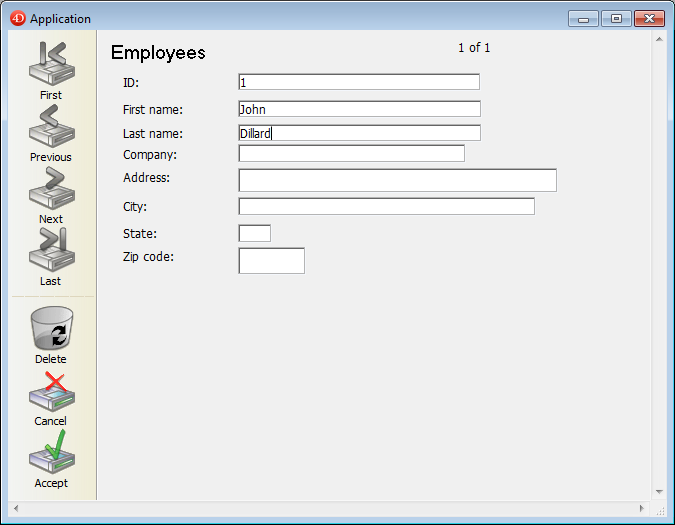 4D Application
First
Previous
Next
Last
Delete
Cancel
Accept
Employees 1 of 1
ID: 1
First name: John
Last name: Dillard
Company:
Address:
City:
State:
Zip code: